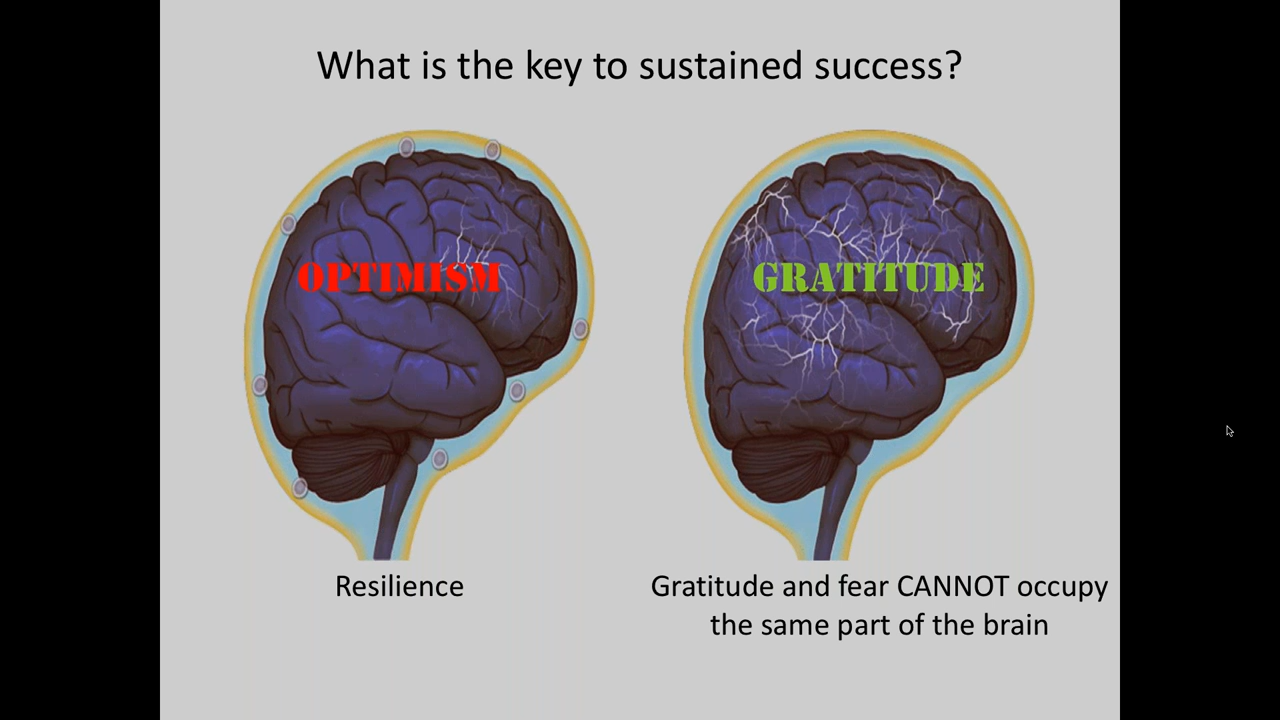 What is the key to sustained success?
OPTIMISM
GRATITUDE
Resilience
Gratitude and fear CANNOT occupy
the same part of the brain